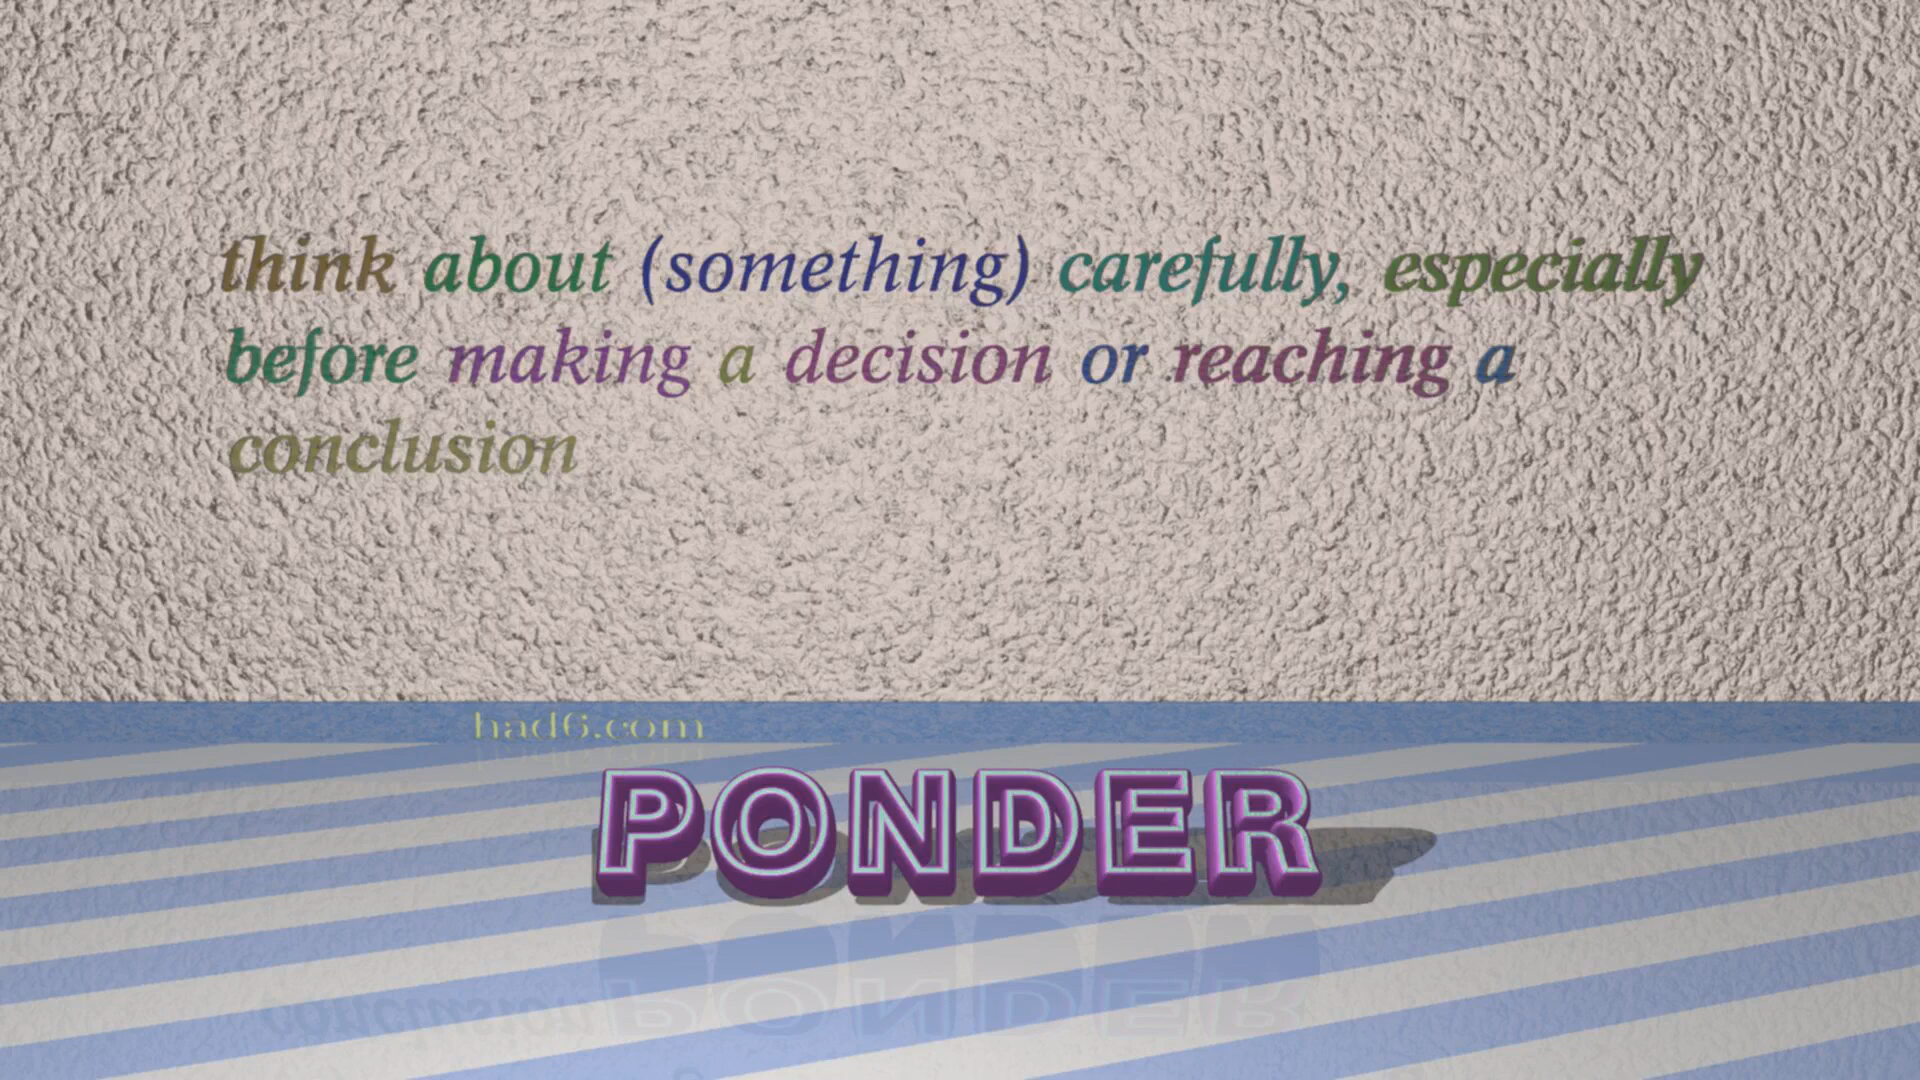 think about (something) carefully, especially
before making a decision or reaching a
conclusion
had6.com
PONDER